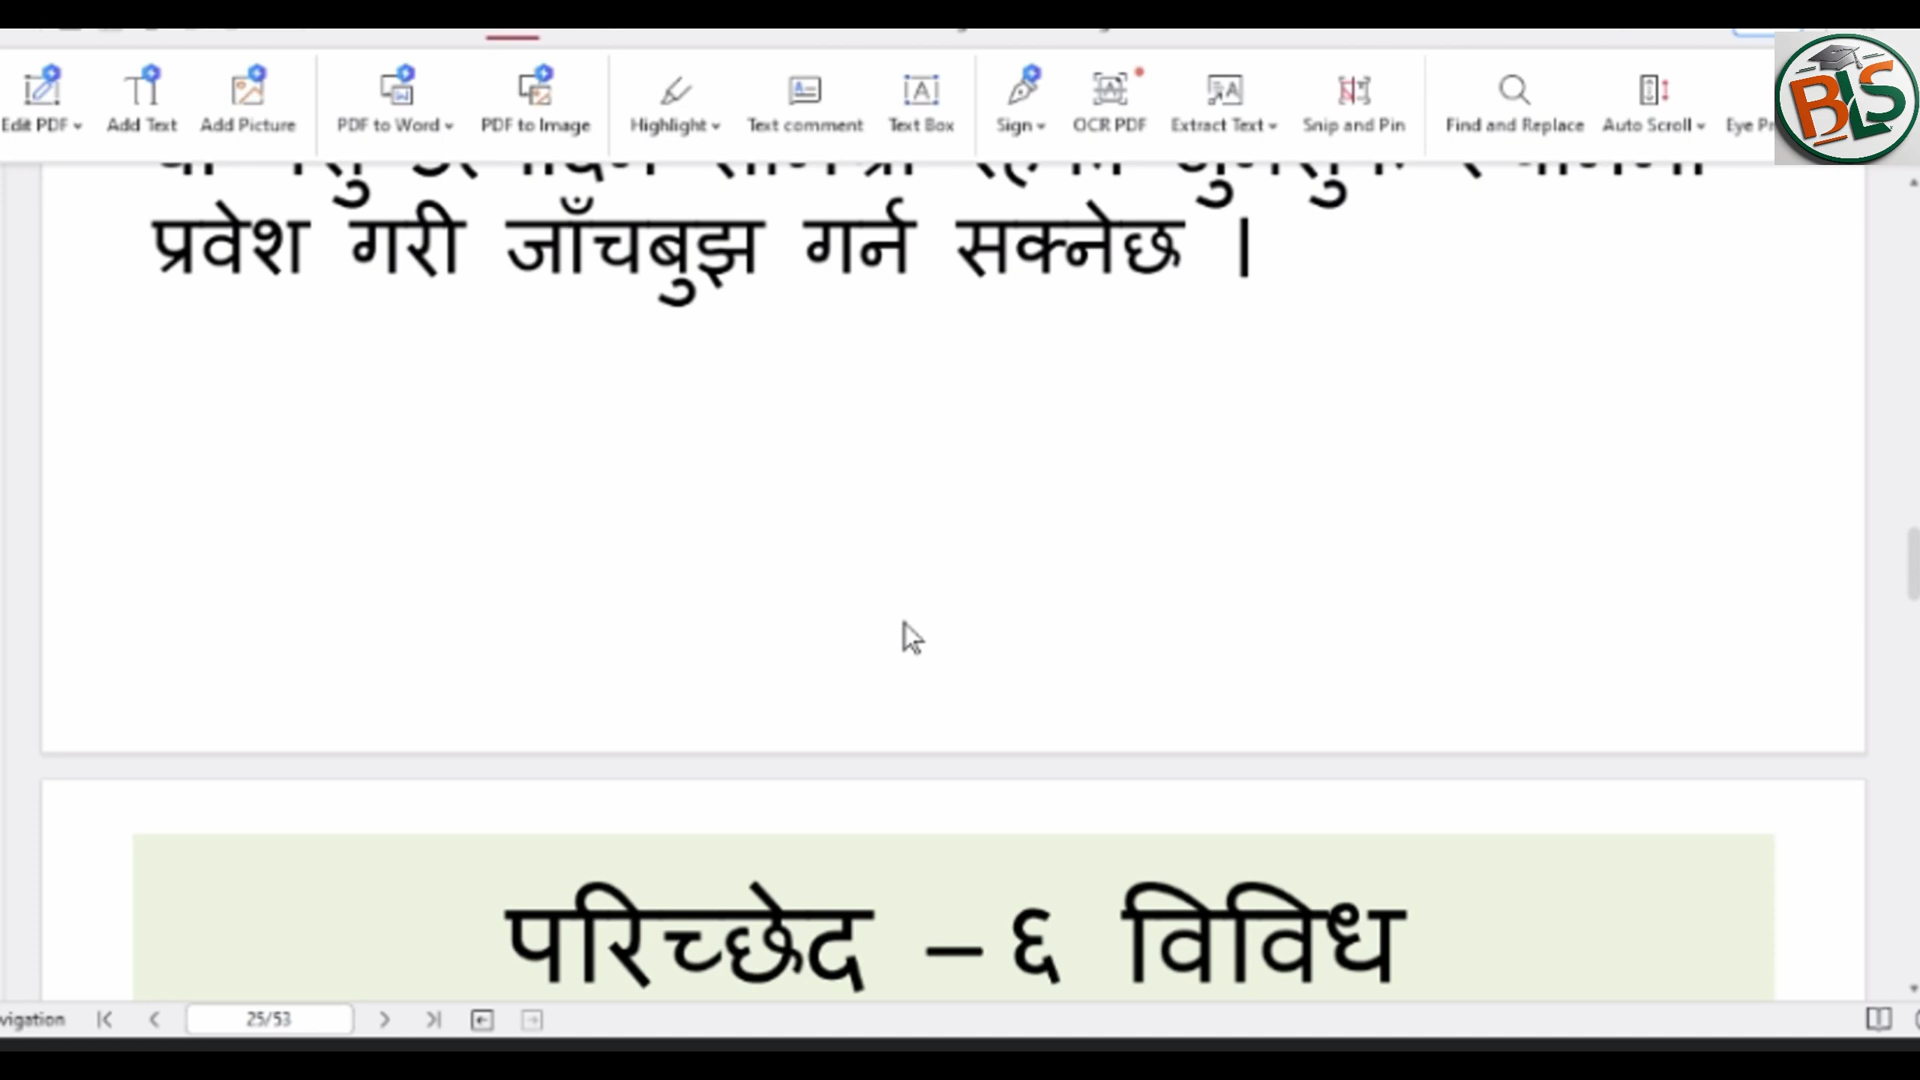 Edit PDF Add Text Add Picture PDF to Word PDF to Image Highlight Text comment Text Box Sign OCR PDF Extract Text Snip and Pin Find and Replace Auto Scroll Eye
BLS
प्रवेश गरी जाँचबुझ गर्न सक्नेछ ।
परिच्छेद – ६ विविध
25/53